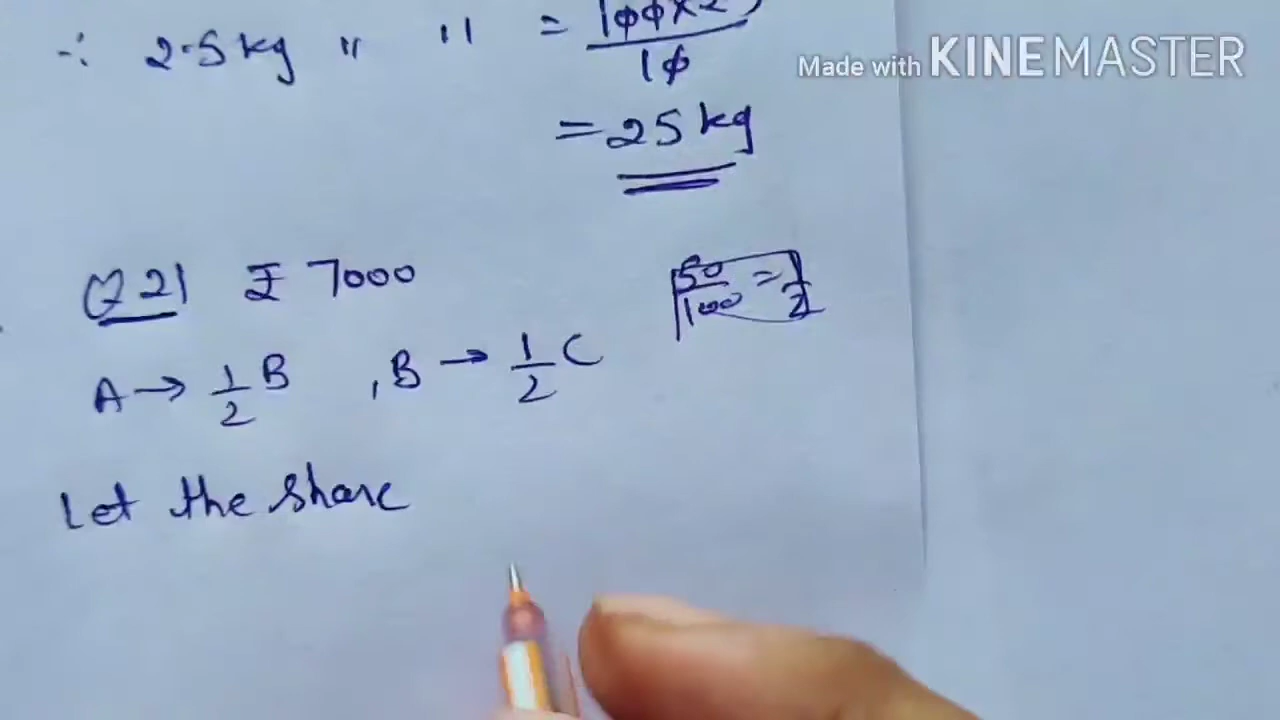 Made with KINEMASTER
∴ 2.5 kg " " = 100×25/10
= 25 kg
Q 21 ₹ 7000
50/100 = 1/2
A → 1/2 B , B → 1/2 C
Let the share